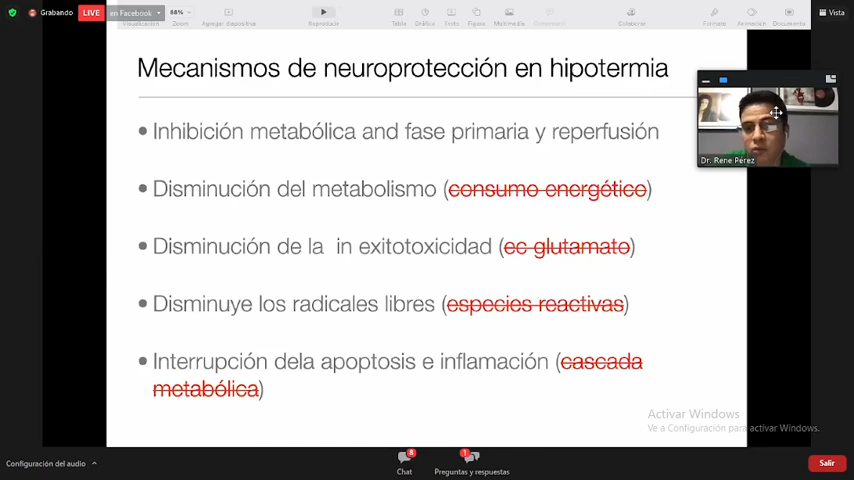 Grabando
LIVE
en Facebook
88%
Vista
Visualización
Zoom
Agregar diapositiva
Reproducir
Tabla
Gráfica
Texto
Figura
Multimedia
Comentario
Colaborar
Formato
Animación
Documento
Mecanismos de neuroprotección en hipotermia
Inhibición metabólica and fase primaria y reperfusión
Disminución del metabolismo (consumo energético)
Disminución de la in exitotoxicidad (ec glutamato)
Disminuye los radicales libres (especies reactivas)
Interrupción dela apoptosis e inflamación (cascada
metabólica)
Dr. Rene Pérez
Activar Windows
Ve a Configuración para activar Windows.
Configuración del audio
8
Chat
1
Preguntas y respuestas
Salir